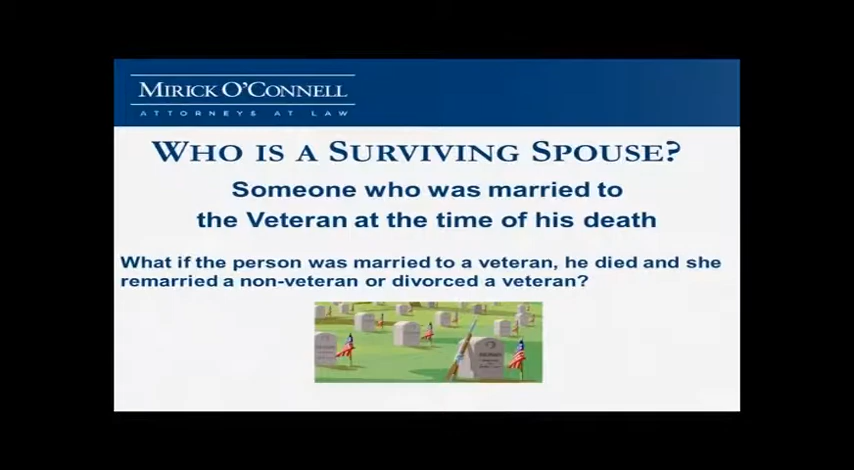 MIRICK O'CONNELL
ATTORNEYS AT LAW
WHO IS A SURVIVING SPOUSE?
Someone who was married to
the Veteran at the time of his death
What if the person was married to a veteran, he died and she
remarried a non-veteran or divorced a veteran?